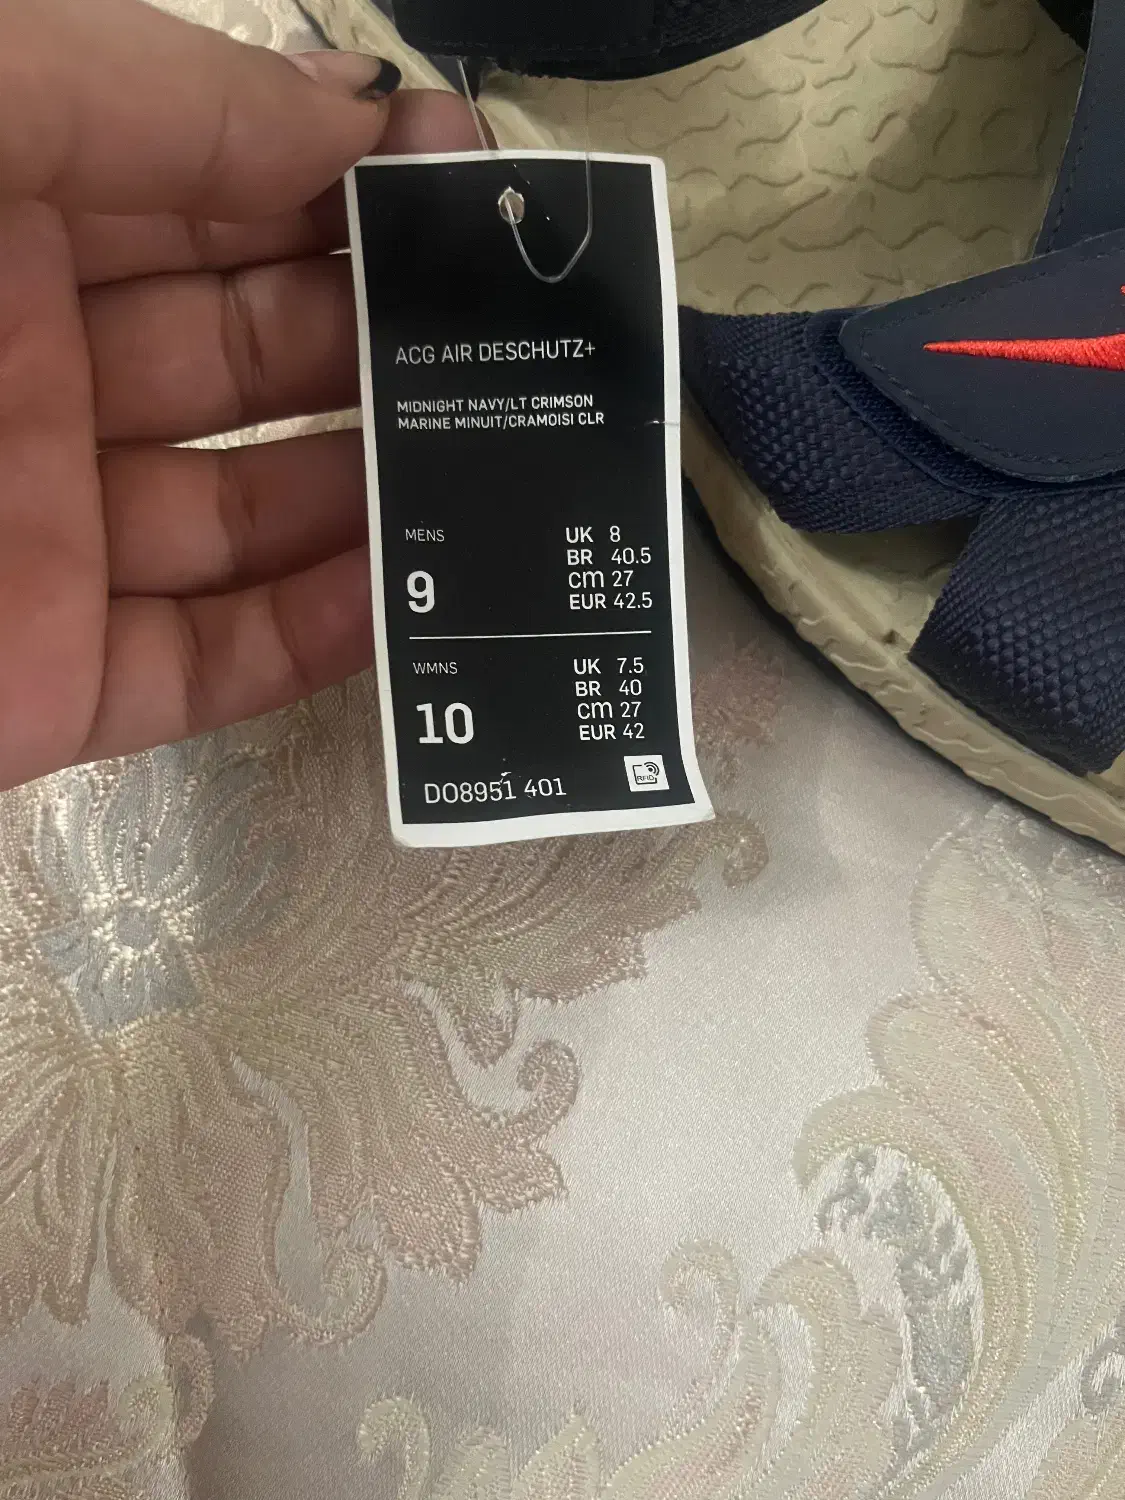 ACG AIR DESCHUTZ+
MIDNIGHT NAVY/LT CRIMSON
MARINE MINUIT/CRAMOISI CLR
MENS
9
UK 8
BR 40.5
cm 27
EUR 42.5
WMNS
10
UK 7.5
BR 40
cm 27
EUR 42
DO8951 401
RFID